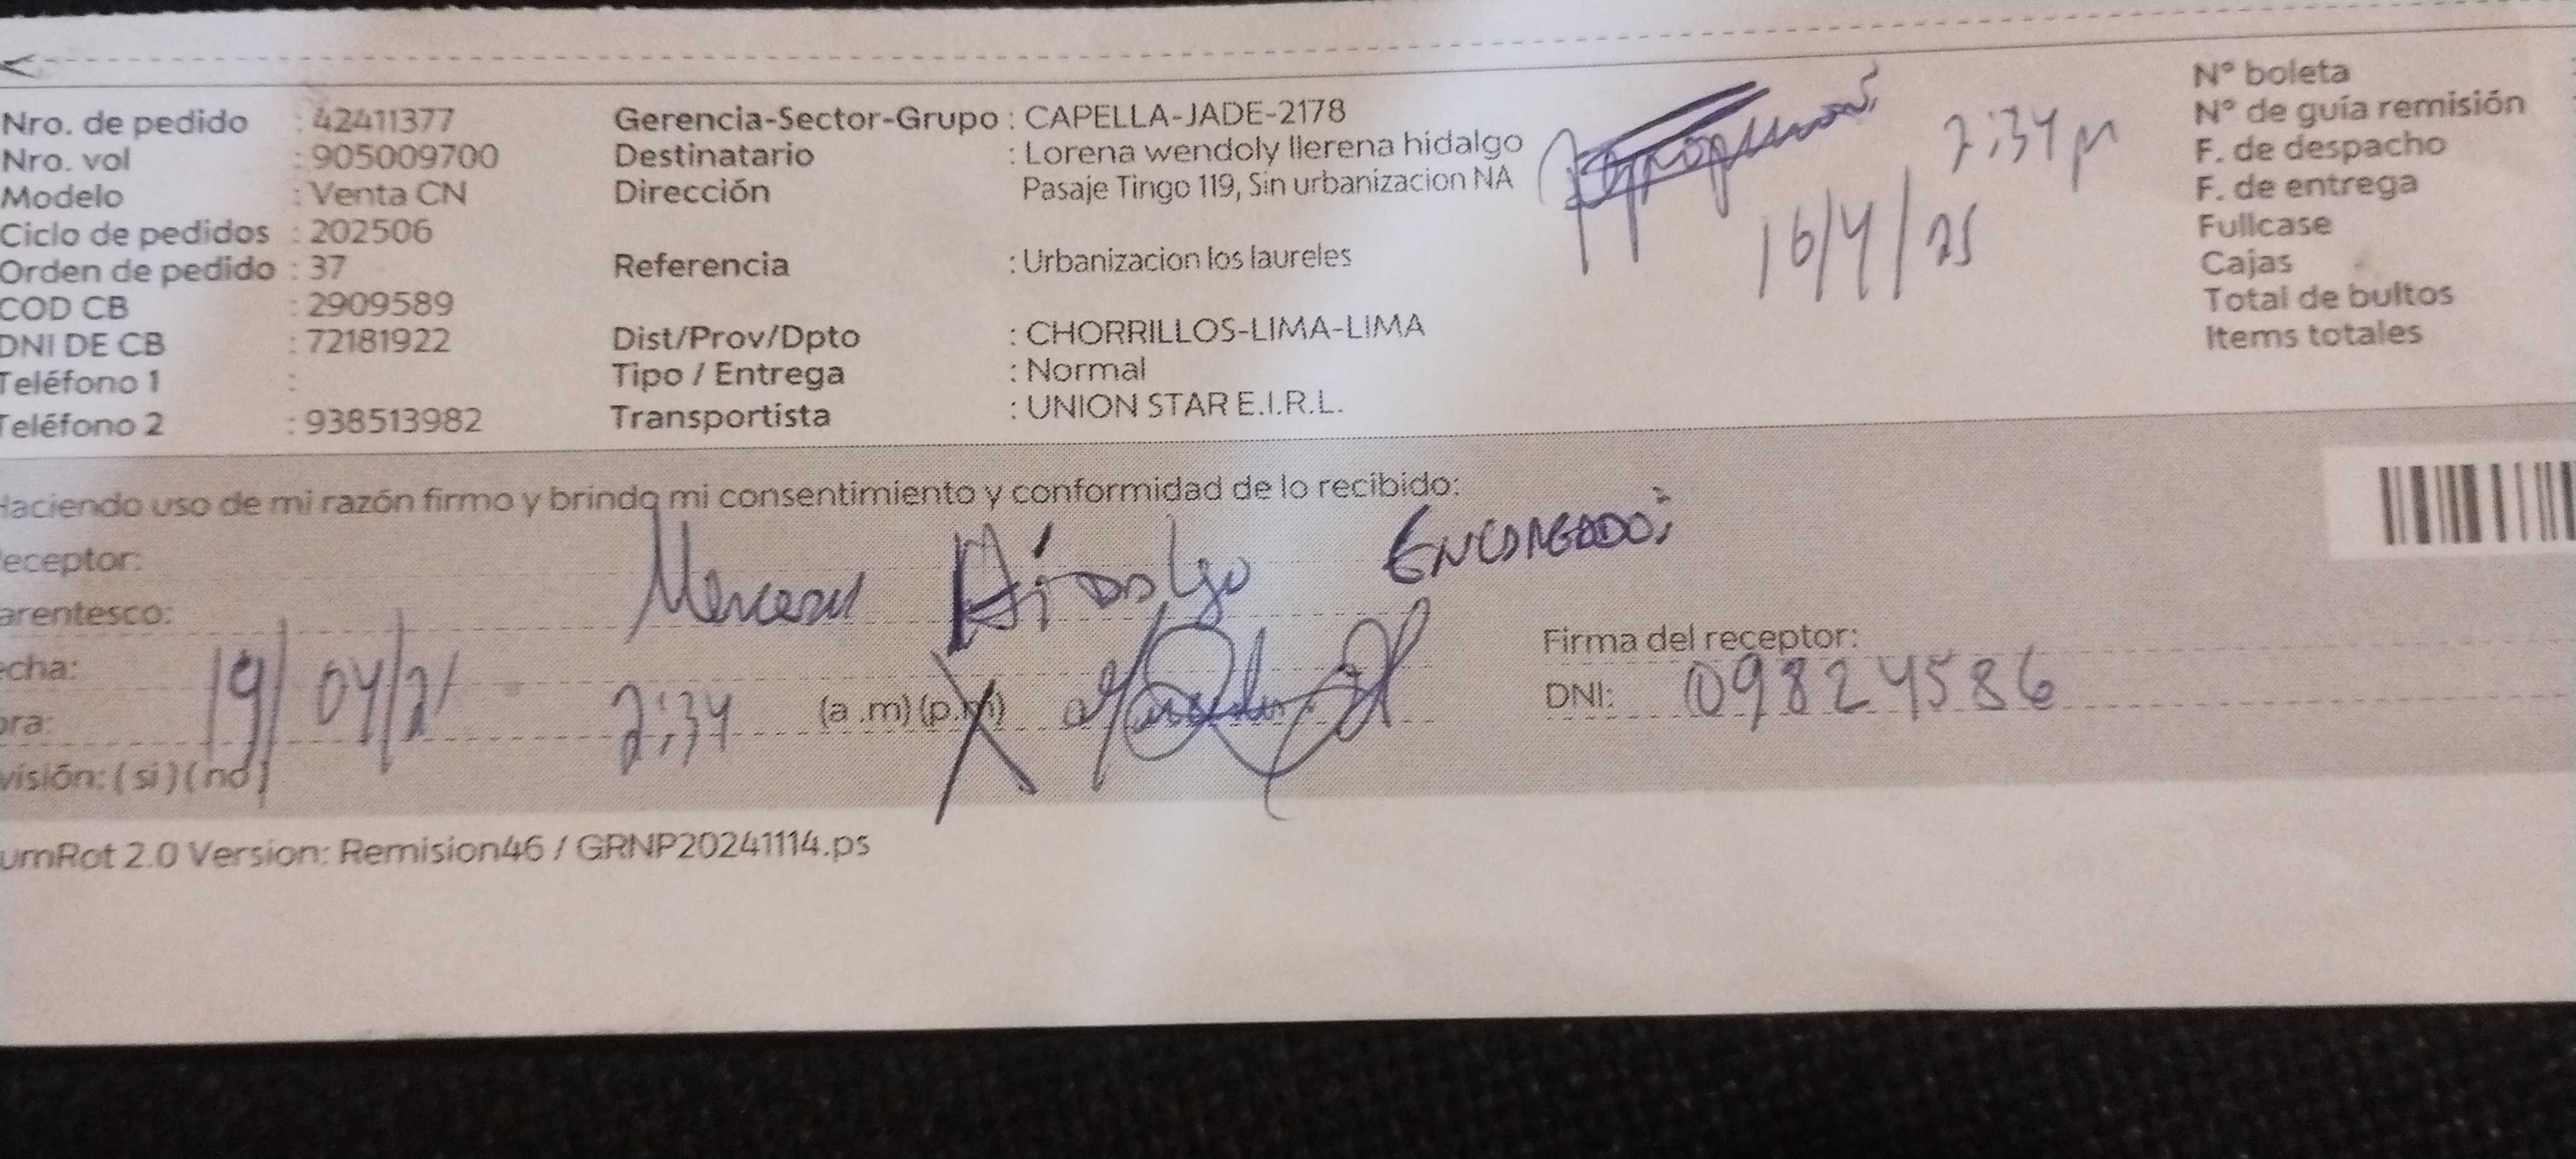 Nro. de pedido : 42411377 Gerencia-Sector-Grupo : CAPELLA-JADE-2178 N° boleta
Nro. vol : 905009700 Destinatario : Lorena wendoly llerena hidalgo 2:34 pm N° de guía remisión
Modelo : Venta CN Dirección Pasaje Tingo 119, Sin urbanizacion NA F. de despacho
Ciclo de pedidos : 202506 16/4/25 F. de entrega
Orden de pedido : 37 Referencia : Urbanizacion los laureles Fullcase
COD CB : 2909589 Cajas
DNI DE CB : 72181922 Dist/Prov/Dpto : CHORRILLOS-LIMA-LIMA Total de bultos
Teléfono 1 : Tipo / Entrega : Normal Items totales
Teléfono 2 : 938513982 Transportista : UNION STAR E.I.R.L.
Haciendo uso de mi razón firmo y brindo mi consentimiento y conformidad de lo recibido:
eceptor: Hidalgo
arentesco:
echa: 19/04/21 Firma del receptor:
ora: 2:34 (a .m) (p.m) DNI: 09824586
visión: ( si ) ( no )
umRot 2.0 Version: Remision46 / GRNP20241114.ps